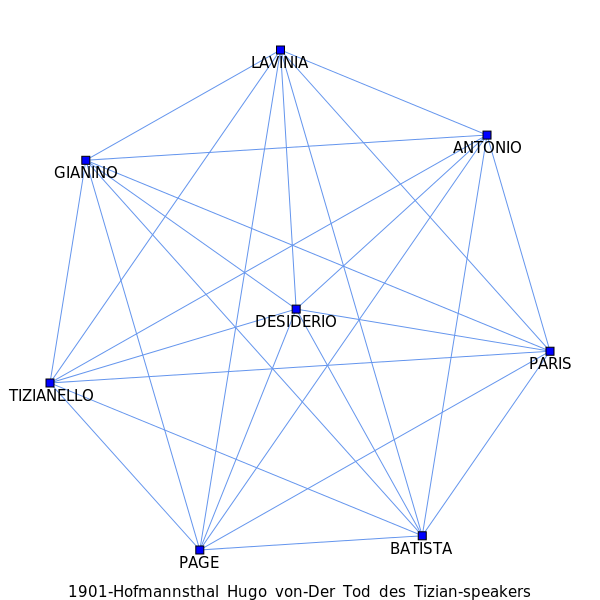 LAVINIA
ANTONIO
GIANINO
DESIDERIO
PARIS
TIZIANELLO
BATISTA
PAGE
1901-Hofmannsthal Hugo von-Der Tod des Tizian-speakers